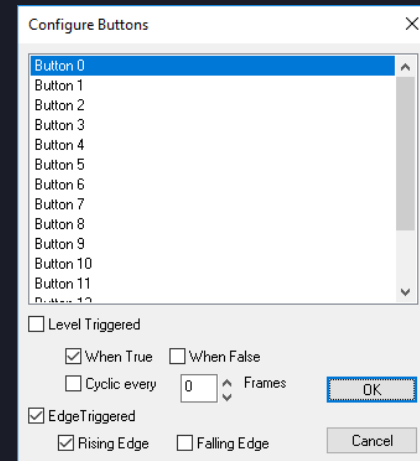 Configure Buttons
Button 0
Button 1
Button 2
Button 3
Button 4
Button 5
Button 6
Button 7
Button 8
Button 9
Button 10
Button 11
Button 12
Level Triggered
When True When False
Cyclic every 0 Frames
OK
EdgeTriggered
Rising Edge Falling Edge
Cancel